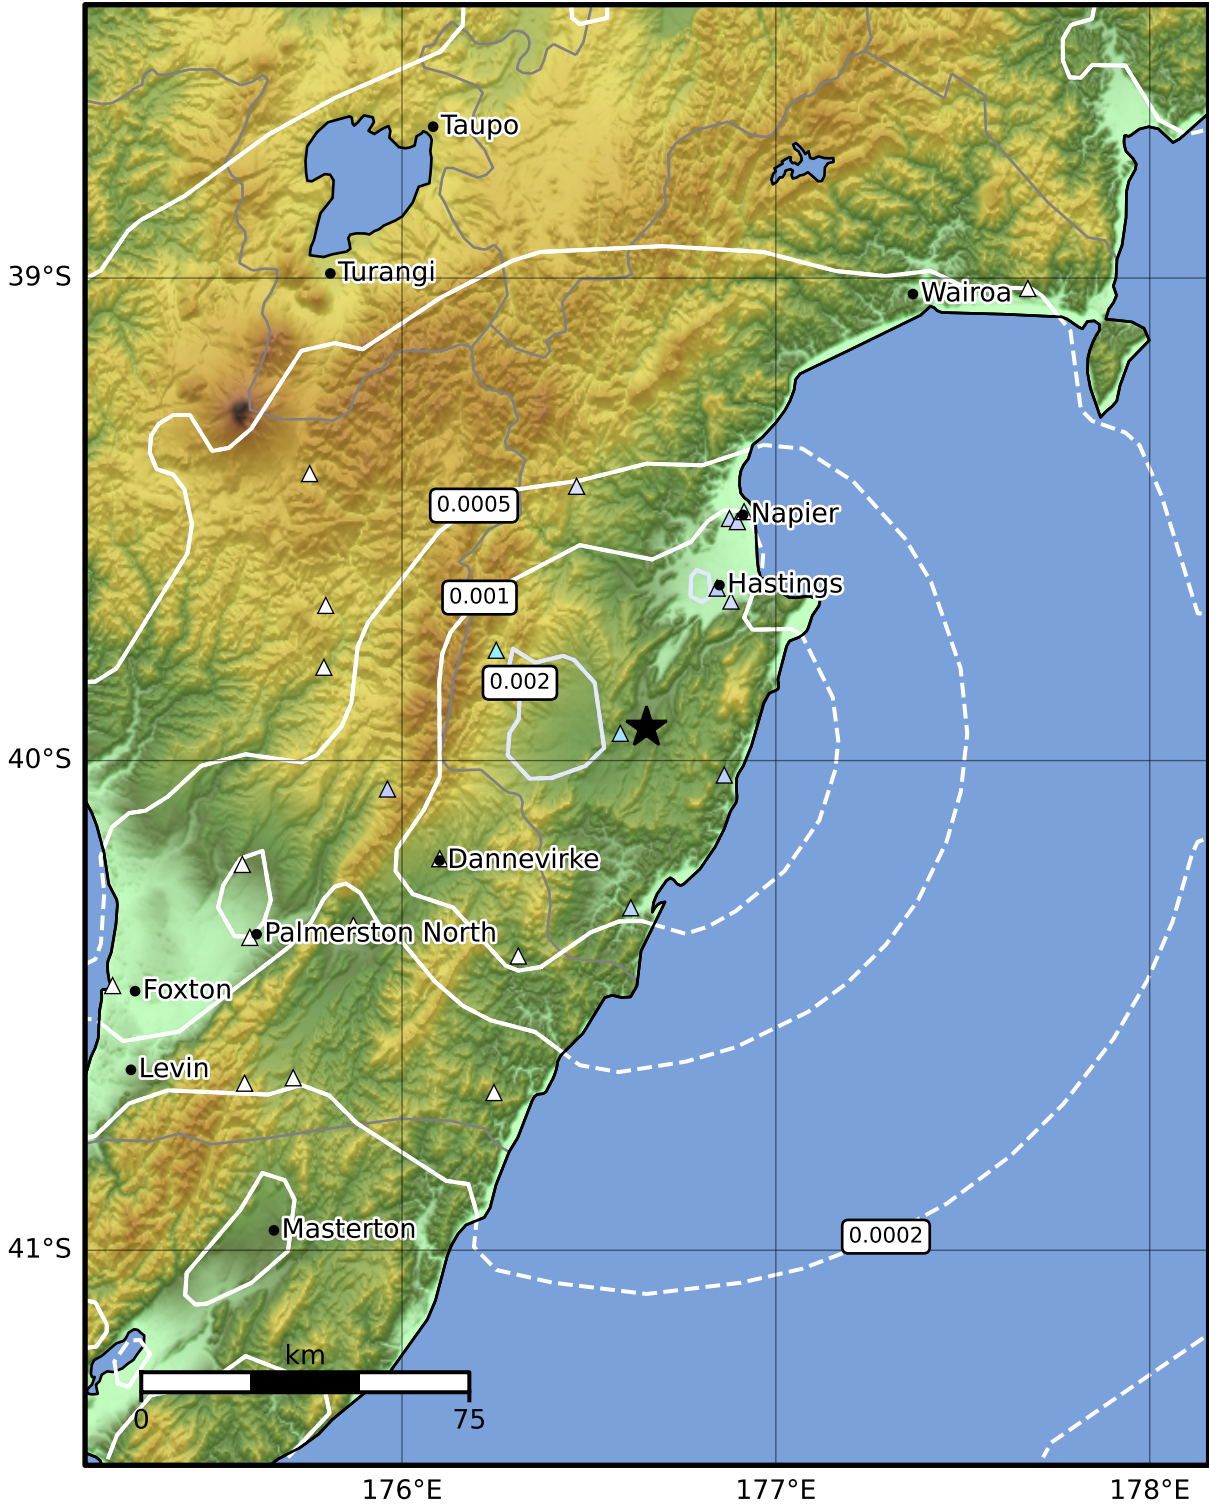 Taupo
39°S
Turangi
Wairoa
0.0005
Napier
0.001
Hastings
0.002
40°S
Dannevirke
Palmerston North
Foxton
Levin
Masterton
0.0002
41°S
km
0
75
176°E
177°E
178°E